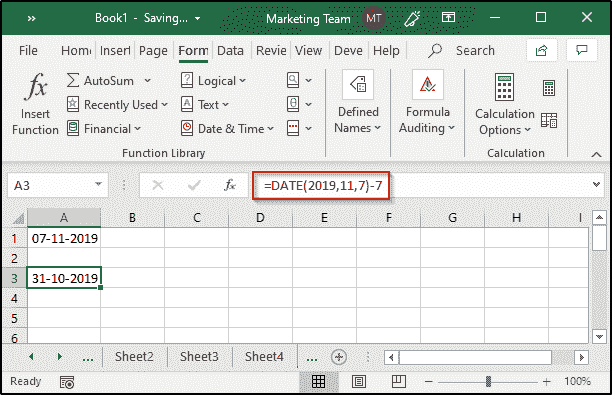 » Book1 - Saving... Marketing Team MT
File Hom Insert Page Form Data Revie View Deve Help Search
fx Insert Function
Σ AutoSum
Recently Used
Financial
Logical
Text
Date & Time
Function Library
Defined Names
Formula Auditing
Calculation Options
Calculation
A3 fx =DATE(2019,11,7)-7
A B C D E F G H I
1 07-11-2019
2
3 31-10-2019
4
5
6
... Sheet2 Sheet3 Sheet4 ...
Ready 100%